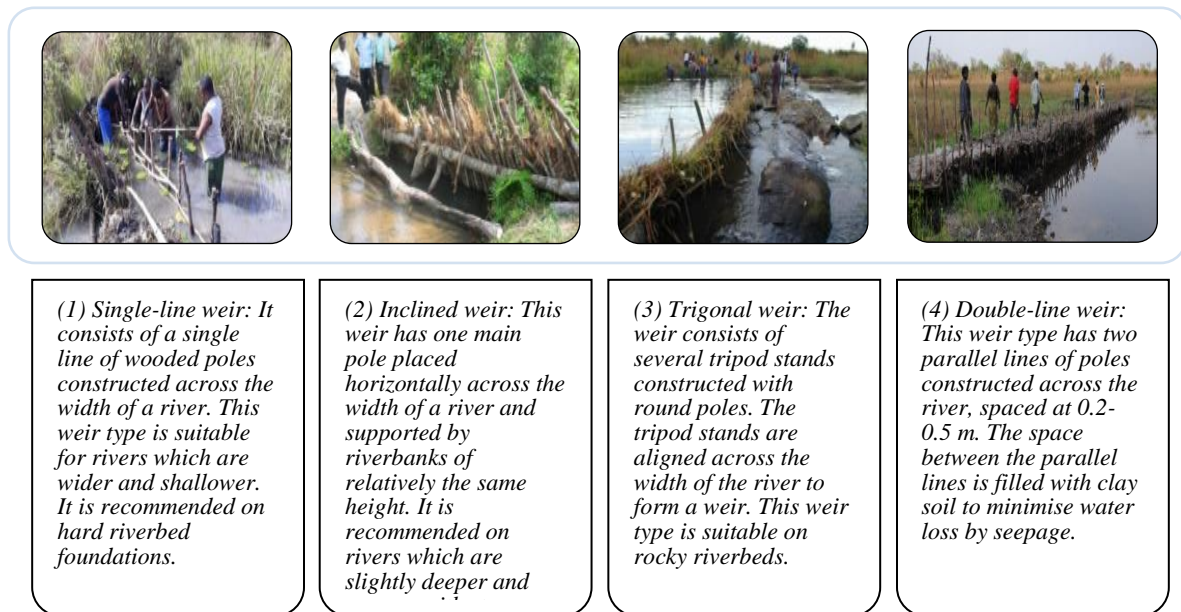 (1) Single-line weir: It
consists of a single
line of wooded poles
constructed across the
width of a river. This
weir type is suitable
for rivers which are
wider and shallower.
It is recommended on
hard riverbed
foundations.
(2) Inclined weir: This
weir has one main
pole placed
horizontally across the
width of a river and
supported by
riverbanks of
relatively the same
height. It is
recommended on
rivers which are
slightly deeper and
(3) Trigonal weir: The
weir consists of
several tripod stands
constructed with
round poles. The
tripod stands are
aligned across the
width of the river to
form a weir. This weir
type is suitable on
rocky riverbeds.
(4) Double-line weir:
This weir type has two
parallel lines of poles
constructed across the
river, spaced at 0.2-
0.5 m. The space
between the parallel
lines is filled with clay
soil to minimise water
loss by seepage.